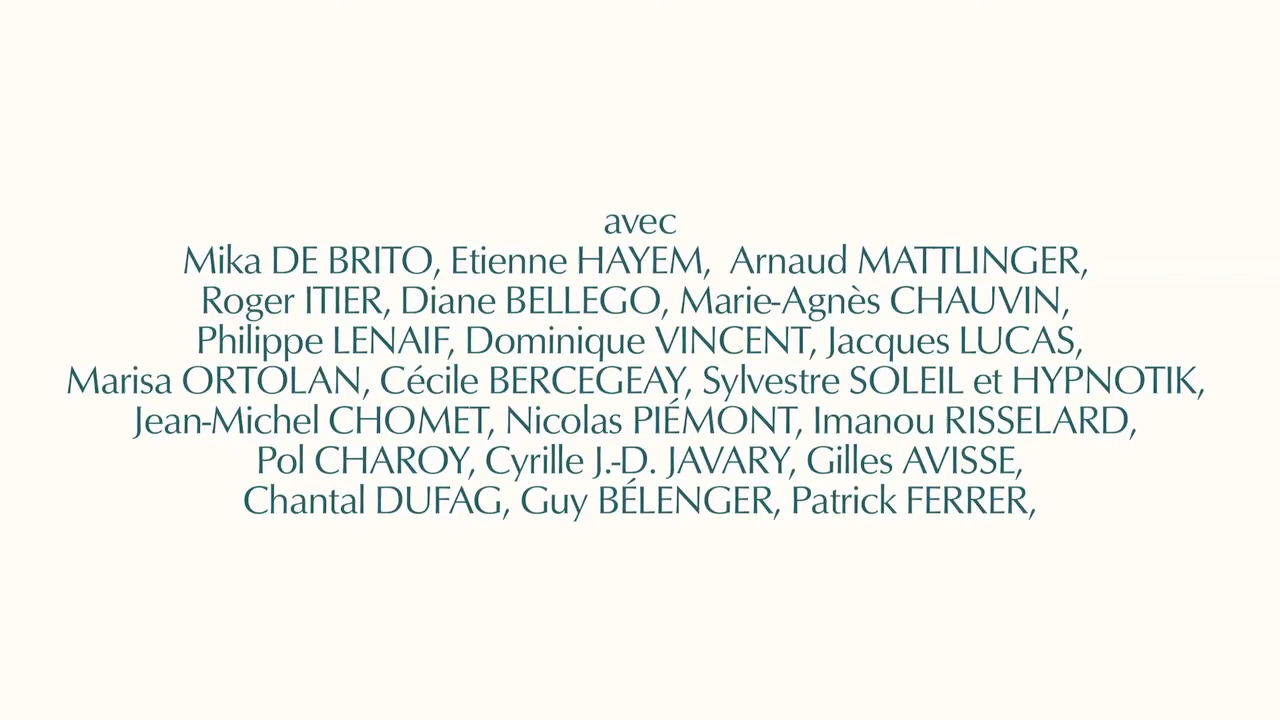 avec
Mika DE BRITO, Etienne HAYEM,  Arnaud MATTLINGER,
Roger ITIER, Diane BELLEGO, Marie-Agnès CHAUVIN,
Philippe LENAIF, Dominique VINCENT, Jacques LUCAS,
Marisa ORTOLAN, Cécile BERCEGEAY, Sylvestre SOLEIL et HYPNOTIK,
Jean-Michel CHOMET, Nicolas PIÉMONT, Imanou RISSELARD,
Pol CHAROY, Cyrille J.-D. JAVARY, Gilles AVISSE,
Chantal DUFAG, Guy BÉLENGER, Patrick FERRER,